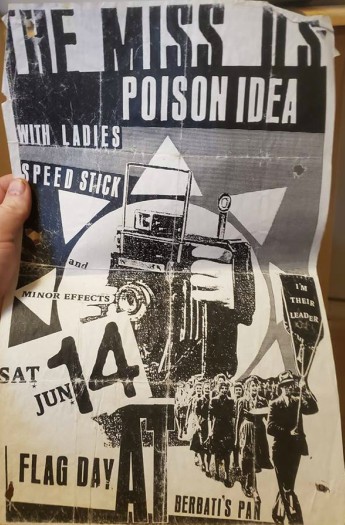 THE
POISON IDEA
WITH LADIES
SPEED STICK
and
MINOR EFFECTS
I'M
THEIR
LEADER
SAT
JUN 14
FLAG DAY
A
BERBATI'S PAN